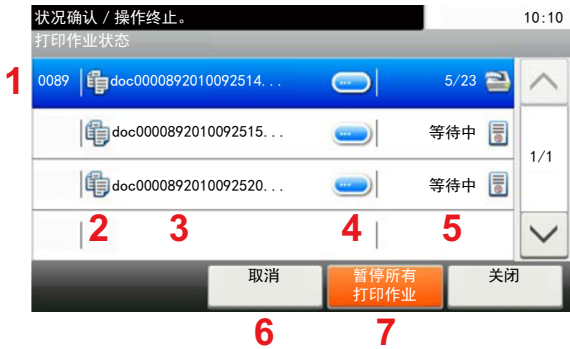 状况确认 / 操作终止。 10:10
打印作业状态
1 0089 doc0000892010092514... 5/23
doc0000892010092515... 等待中
1/1
doc0000892010092520... 等待中
2 3 4 5
取消 暂停所有 关闭
打印作业
6 7